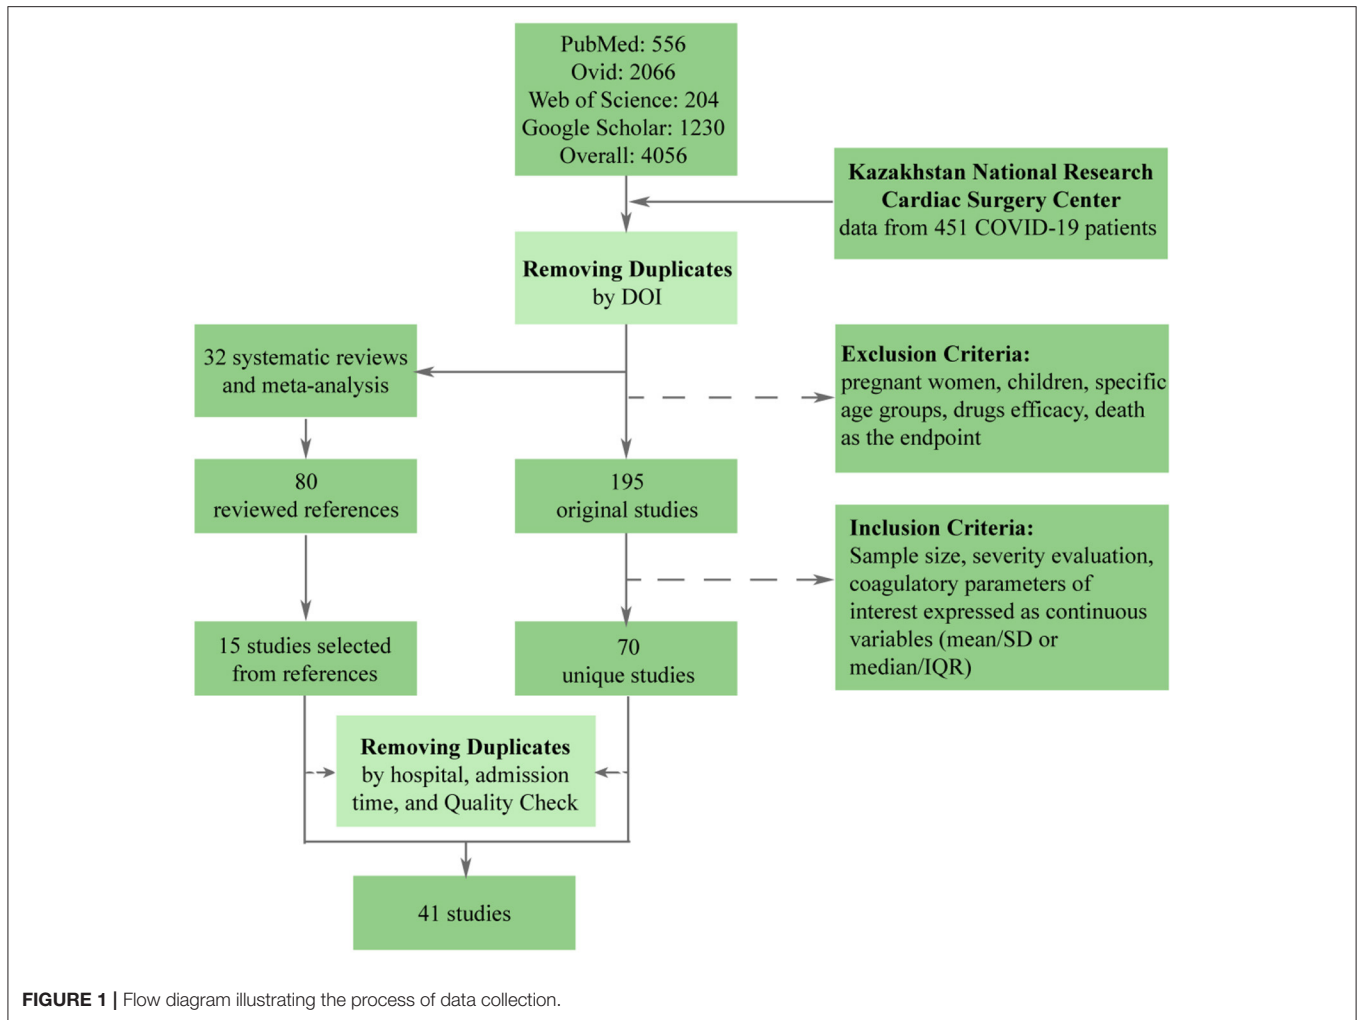 PubMed: 556
Ovid: 2066
Web of Science: 204
Google Scholar: 1230
Overall: 4056
Kazakhstan National Research
Cardiac Surgery Center
data from 451 COVID-19 patients
Removing Duplicates
by DOI
32 systematic reviews
and meta-analysis
Exclusion Criteria:
pregnant women, children, specific
age groups, drugs efficacy, death
as the endpoint
80
reviewed references
195
original studies
Inclusion Criteria:
Sample size, severity evaluation,
coagulatory parameters of
interest expressed as continuous
variables (mean/SD or
median/IQR)
15 studies selected
from references
70
unique studies
Removing Duplicates
by hospital, admission
time, and Quality Check
41 studies
FIGURE 1 | Flow diagram illustrating the process of data collection.